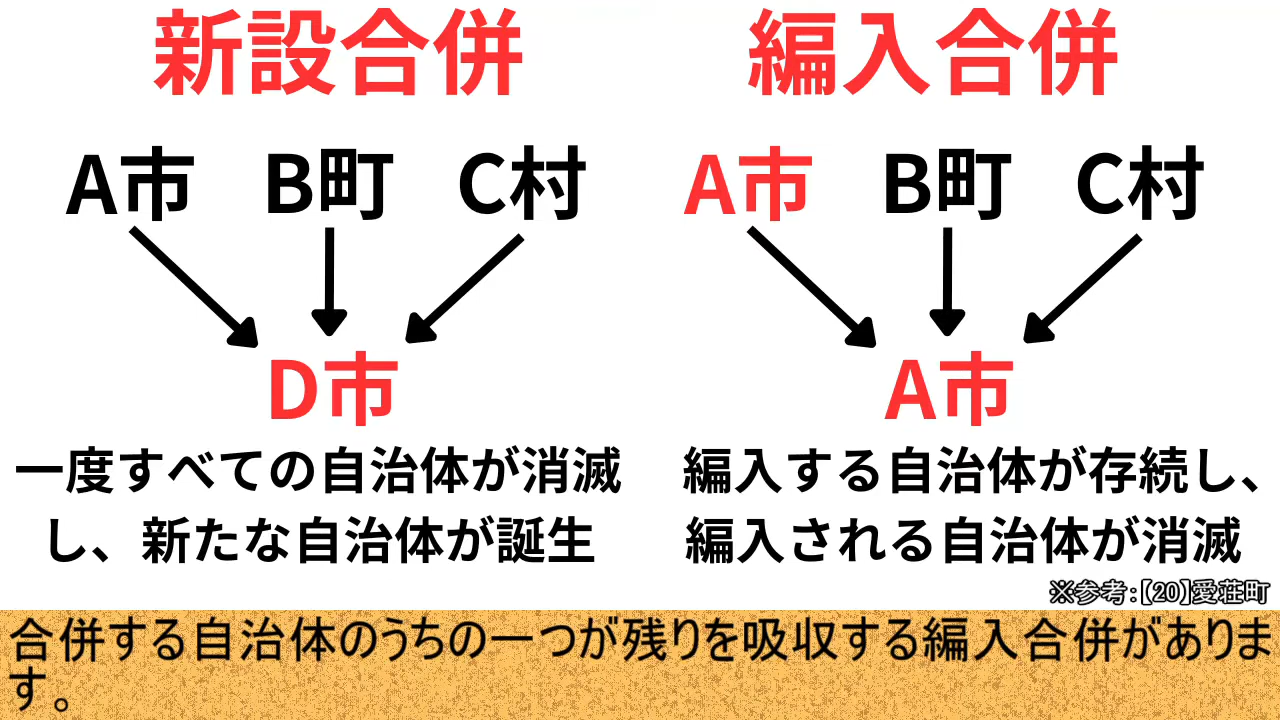 新設合併
A市 B町 C村
D市
一度すべての自治体が消滅
し、新たな自治体が誕生
編入合併
A市 B町 C村
A市
編入する自治体が存続し、
編入される自治体が消滅
※参考：【20】愛荘町
合併する自治体のうちの一つが残りを吸収する編入合併がありま
す。